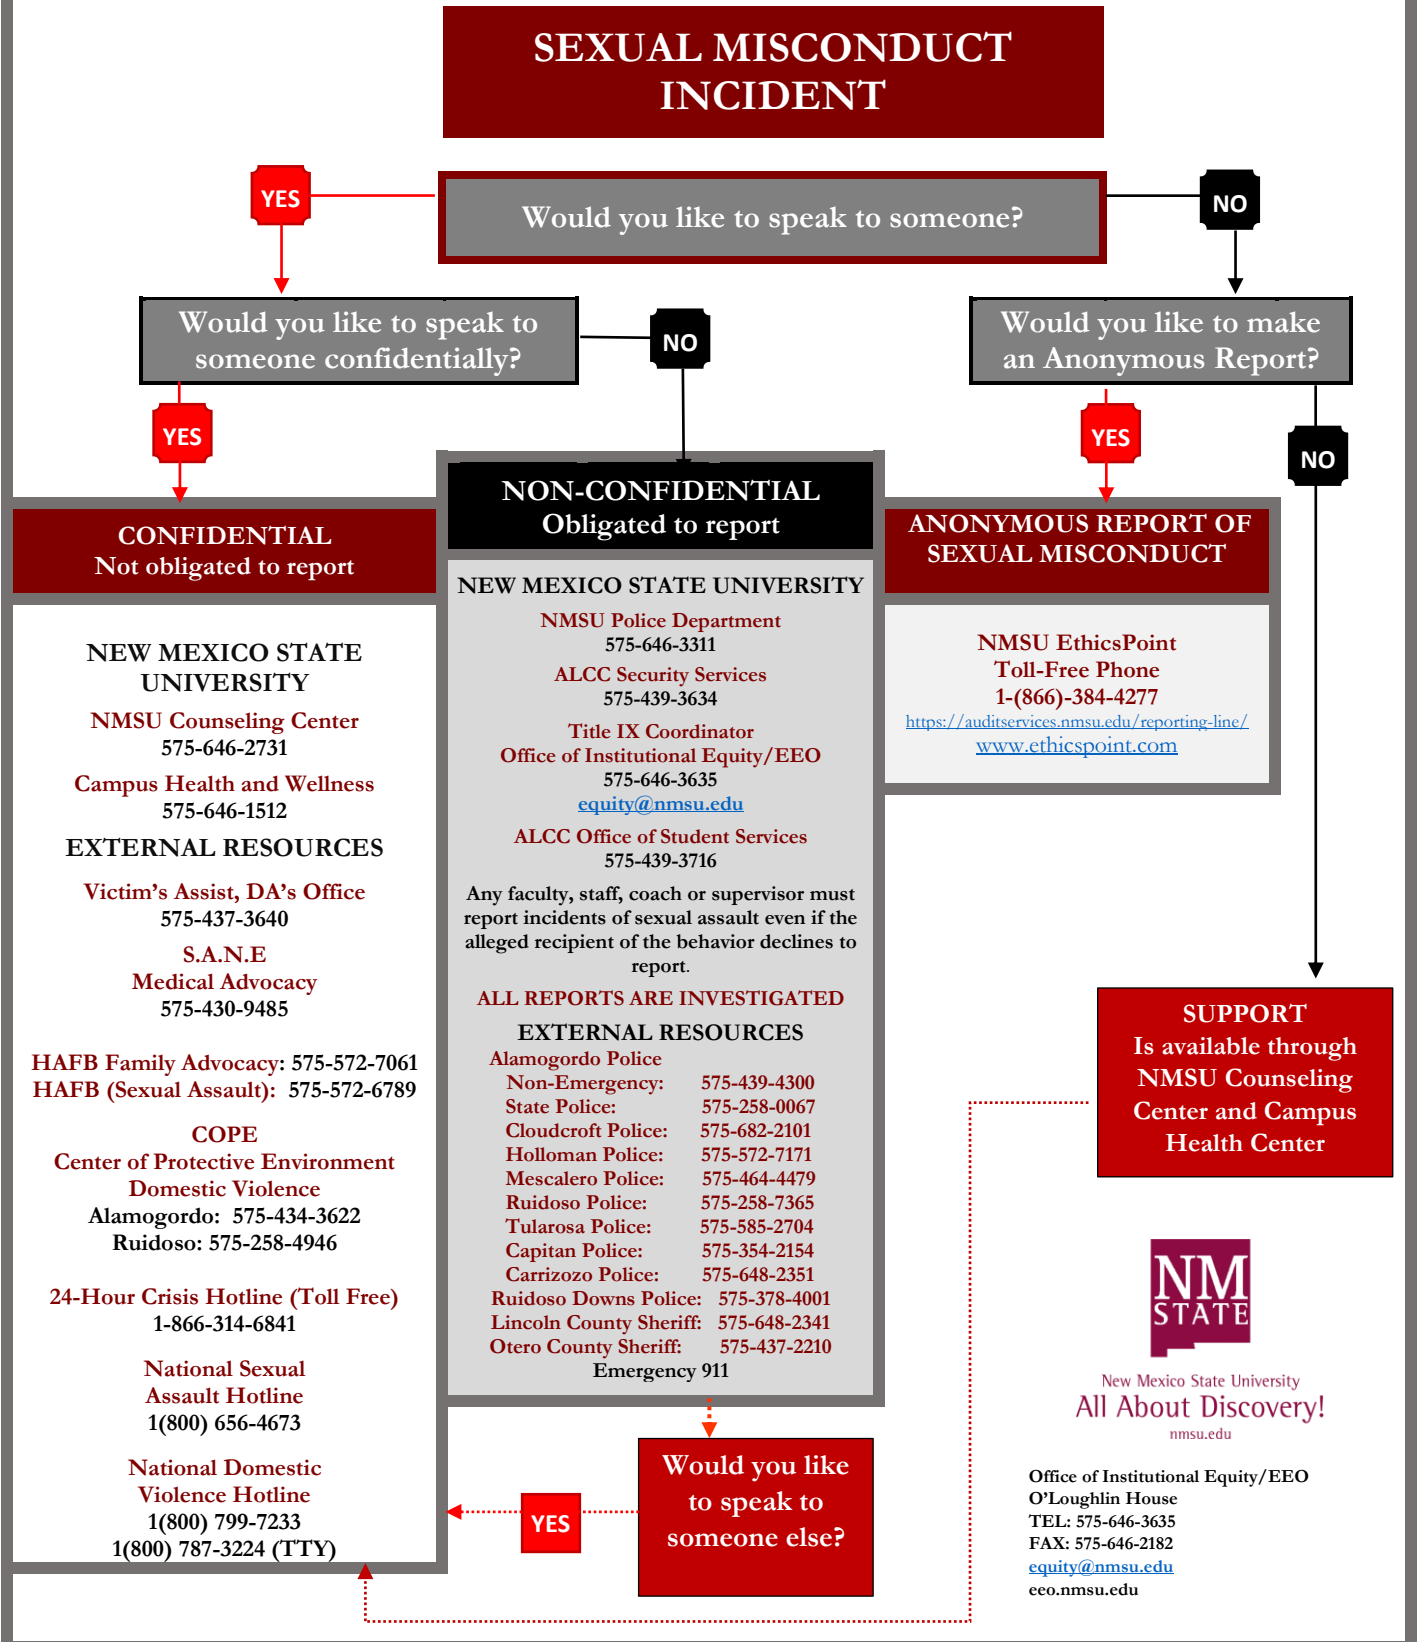 SEXUAL MISCONDUCT
INCIDENT
YES
Would you like to speak to someone?
NO
Would you like to speak to
someone confidentially?
NO
Would you like to make
an Anonymous Report?
YES
YES
NO
CONFIDENTIAL
Not obligated to report
NEW MEXICO STATE
UNIVERSITY
NMSU Counseling Center
575-646-2731
Campus Health and Wellness
575-646-1512
EXTERNAL RESOURCES
Victim's Assist, DA's Office
575-437-3640
S.A.N.E
Medical Advocacy
575-430-9485
HAFB Family Advocacy: 575-572-7061
HAFB (Sexual Assault): 575-572-6789
COPE
Center of Protective Environment
Domestic Violence
Alamogordo: 575-434-3622
Ruidoso: 575-258-4946
24-Hour Crisis Hotline (Toll Free)
1-866-314-6841
National Sexual
Assault Hotline
1(800) 656-4673
National Domestic
Violence Hotline
1(800) 799-7233
1(800) 787-3224 (TTY)
NON-CONFIDENTIAL
Obligated to report
NEW MEXICO STATE UNIVERSITY
NMSU Police Department
575-646-3311
ALCC Security Services
575-439-3634
Title IX Coordinator
Office of Institutional Equity/EEO
575-646-3635
equity@nmsu.edu
ALCC Office of Student Services
575-439-3716
Any faculty, staff, coach or supervisor must
report incidents of sexual assault even if the
alleged recipient of the behavior declines to
report.
ALL REPORTS ARE INVESTIGATED
EXTERNAL RESOURCES
Alamogordo Police
Non-Emergency: 575-439-4300
State Police: 575-258-0067
Cloudcroft Police: 575-682-2101
Holloman Police: 575-572-7171
Mescalero Police: 575-464-4479
Ruidoso Police: 575-258-7365
Tularosa Police: 575-585-2704
Capitan Police: 575-354-2154
Carrizozo Police: 575-648-2351
Ruidoso Downs Police: 575-378-4001
Lincoln County Sheriff: 575-648-2341
Otero County Sheriff: 575-437-2210
Emergency 911
Would you like
to speak to
someone else?
YES
ANONYMOUS REPORT OF
SEXUAL MISCONDUCT
NMSU EthicsPoint
Toll-Free Phone
1-(866)-384-4277
https://auditservices.nmsu.edu/reporting-line/
www.ethicspoint.com
SUPPORT
Is available through
NMSU Counseling
Center and Campus
Health Center
NM
STATE
New Mexico State University
All About Discovery!
nmsu.edu
Office of Institutional Equity/EEO
O'Loughlin House
TEL: 575-646-3635
FAX: 575-646-2182
equity@nmsu.edu
eeo.nmsu.edu